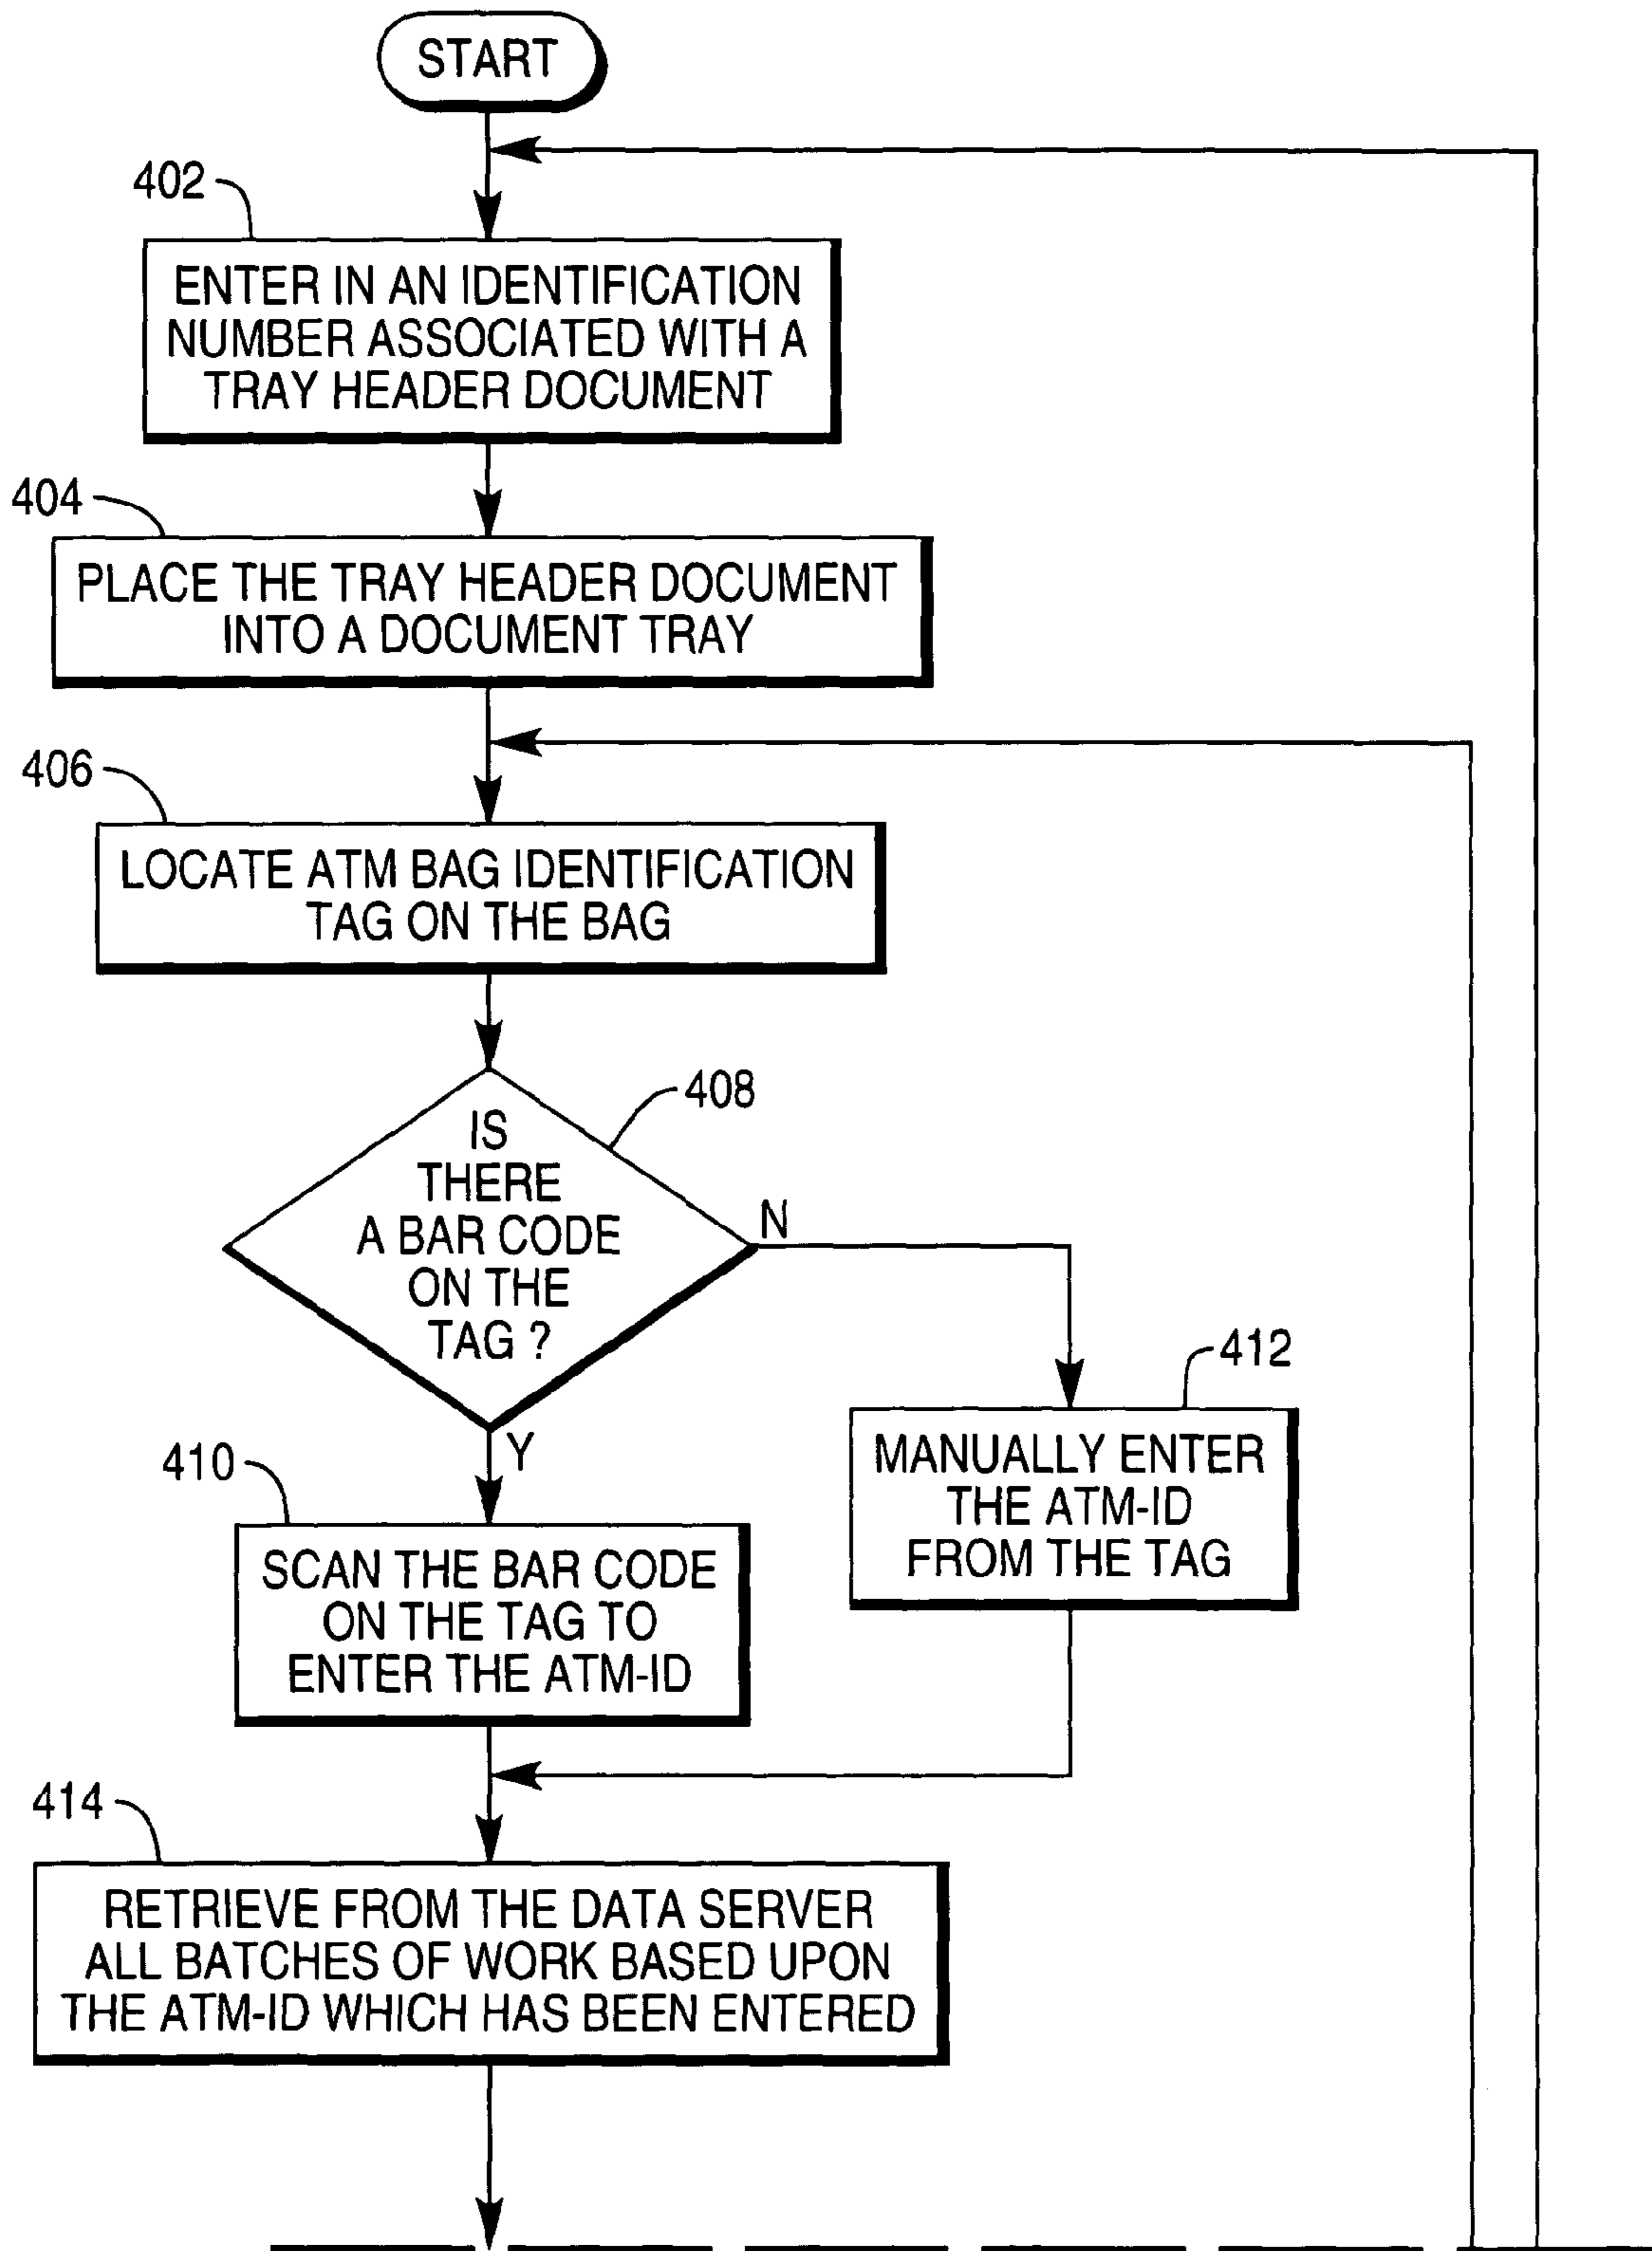 START
402
ENTER IN AN IDENTIFICATION
NUMBER ASSOCIATED WITH A
TRAY HEADER DOCUMENT
404
PLACE THE TRAY HEADER DOCUMENT
INTO A DOCUMENT TRAY
406
LOCATE ATM BAG IDENTIFICATION
TAG ON THE BAG
408
IS
THERE
A BAR CODE
ON THE
TAG ?
N
Y
412
MANUALLY ENTER
THE ATM-ID
FROM THE TAG
410
SCAN THE BAR CODE
ON THE TAG TO
ENTER THE ATM-ID
414
RETRIEVE FROM THE DATA SERVER
ALL BATCHES OF WORK BASED UPON
THE ATM-ID WHICH HAS BEEN ENTERED